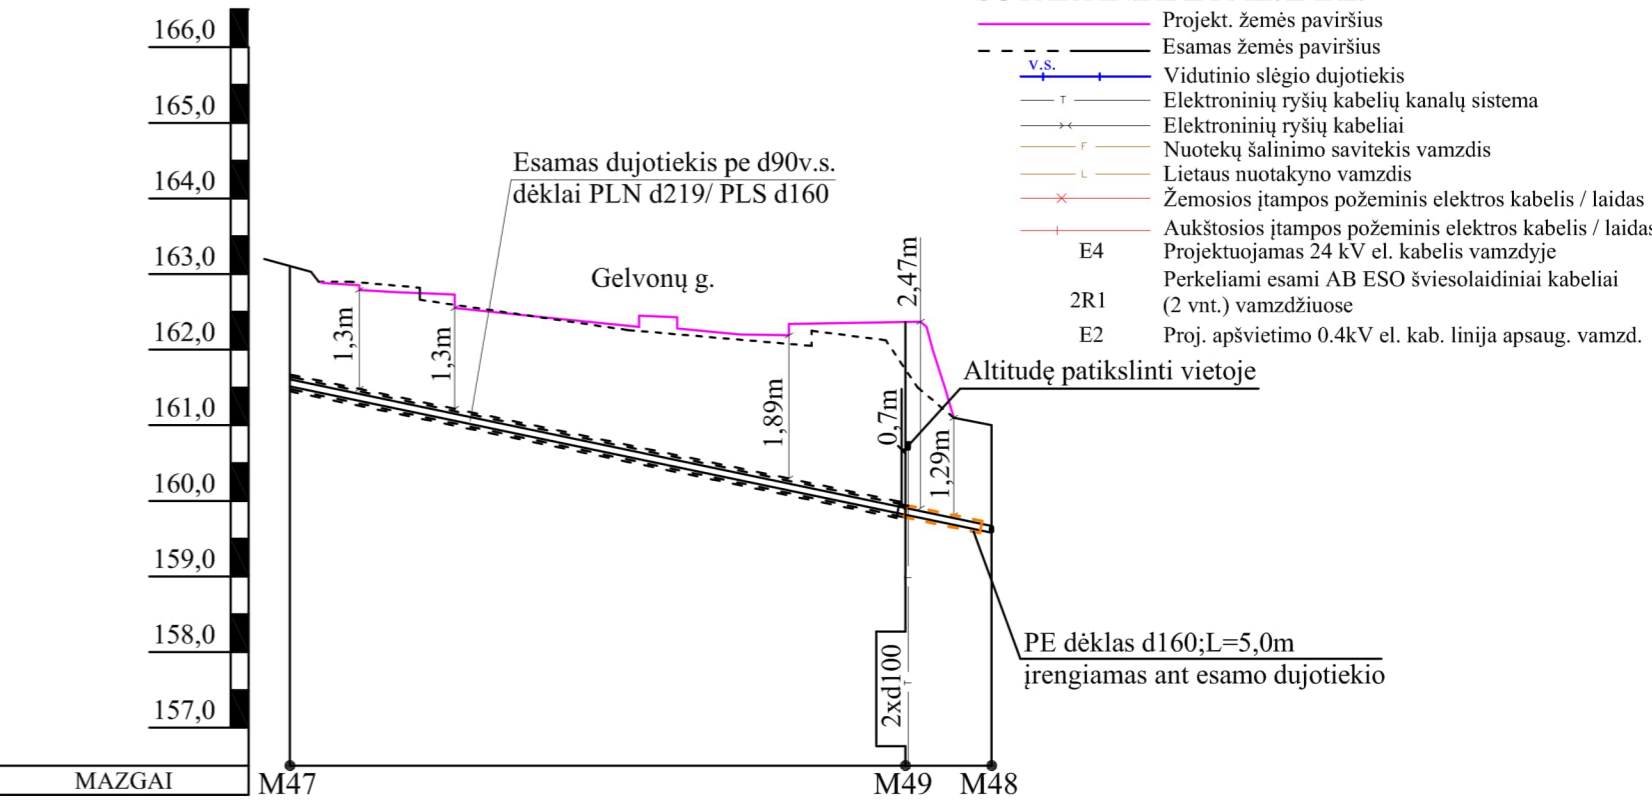 Projekt. žemės paviršius
Esamas žemės paviršius
v.s.
Vidutinio slėgio dujotiekis
T
Elektroninių ryšių kabelių kanalų sistema
Elektroninių ryšių kabeliai
F
Nuotekų šalinimo savitekis vamzdis
L
Lietaus nuotakyno vamzdis
Žemosios įtampos požeminis elektros kabelis / laidas
Aukštosios įtampos požeminis elektros kabelis / laidas
E4
Projektuojamas 24 kV el. kabelis vamzdyje
2R1
Perkeliami esami AB ESO šviesolaidiniai kabeliai
(2 vnt.) vamzdžiuose
E2
Proj. apšvietimo 0.4kV el. kab. linija apsaug. vamzd.
166,0
165,0
164,0
163,0
162,0
161,0
160,0
159,0
158,0
157,0
Esamas dujotiekis pe d90v.s.
dėklai PLN d219/ PLS d160
Gelvonų g.
1,3m
1,3m
1,89m
2,47m
0,7m
1,29m
Altitudę patikslinti vietoje
PE dėklas d160;L=5,0m
įrengiamas ant esamo dujotiekio
2xd100
T
T
MAZGAI
M47
M49
M48